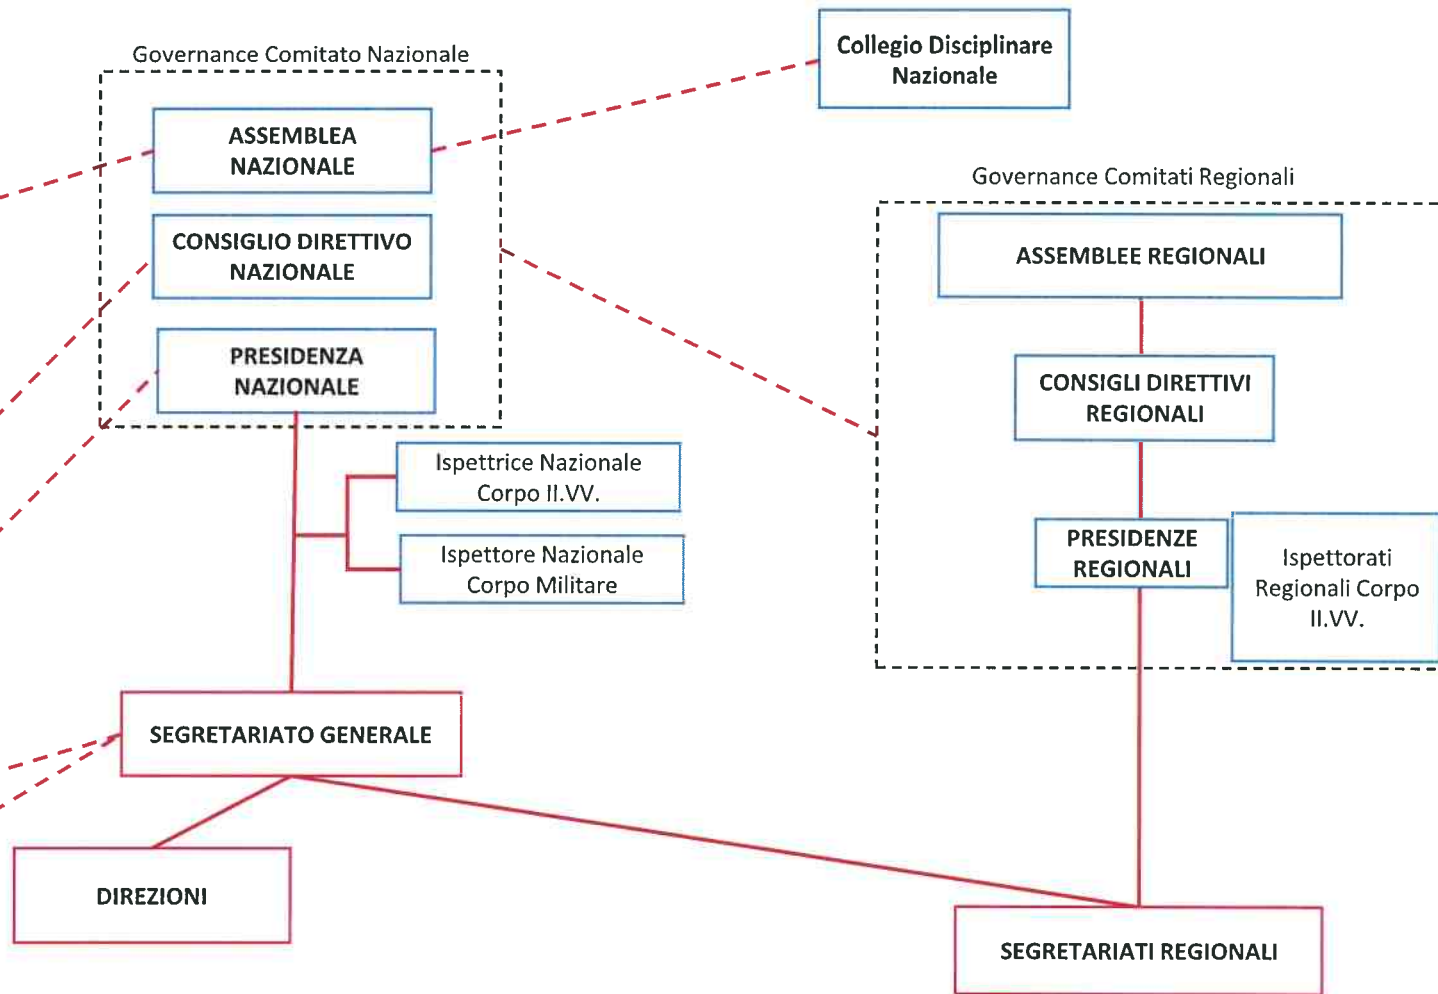 Governance Comitato Nazionale
ASSEMBLEA
NAZIONALE
CONSIGLIO DIRETTIVO
NAZIONALE
PRESIDENZA
NAZIONALE
Ispettrice Nazionale
Corpo II.VV.
Ispettore Nazionale
Corpo Militare
SEGRETARIATO GENERALE
DIREZIONI
Collegio Disciplinare
Nazionale
Governance Comitati Regionali
ASSEMBLEE REGIONALI
CONSIGLI DIRETTIVI
REGIONALI
PRESIDENZE
REGIONALI
Ispettorati
Regionali Corpo
II.VV.
SEGRETARIATI REGIONALI